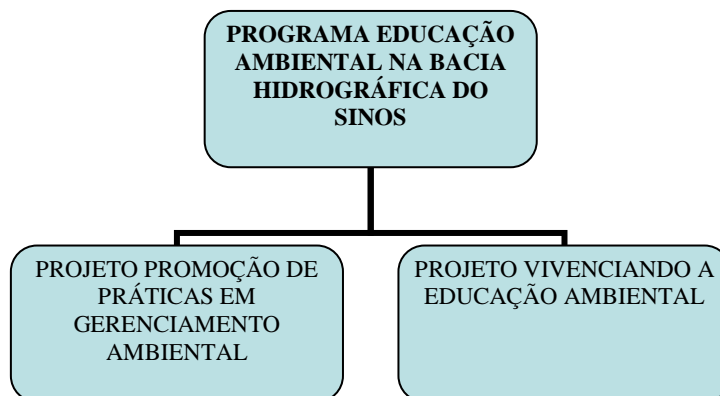 PROGRAMA EDUCAÇÃO
AMBIENTAL NA BACIA
HIDROGRÁFICA DO
SINOS
PROJETO PROMOÇÃO DE
PRÁTICAS EM
GERENCIAMENTO
AMBIENTAL
PROJETO VIVENCIANDO A
EDUCAÇÃO AMBIENTAL